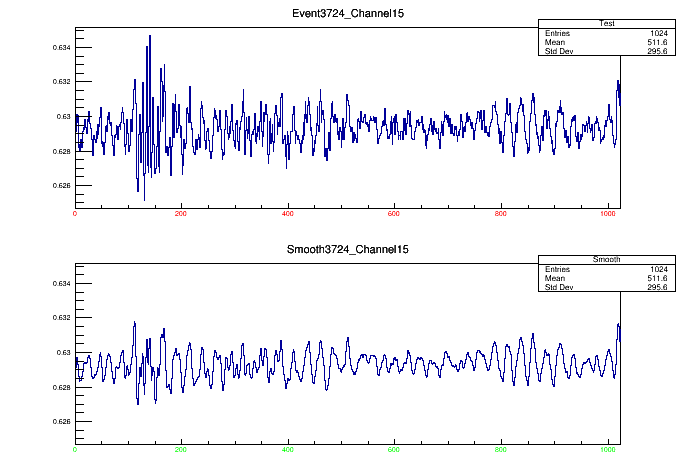 Event3724_Channel15
Test
Entries 1024
Mean 511.6
Std Dev 295.6
0.634
0.632
0.63
0.628
0.626
0 200 400 600 800 1000
Smooth3724_Channel15
Smooth
Entries 1024
Mean 511.6
Std Dev 295.6
0.634
0.632
0.63
0.628
0.626
0 200 400 600 800 1000